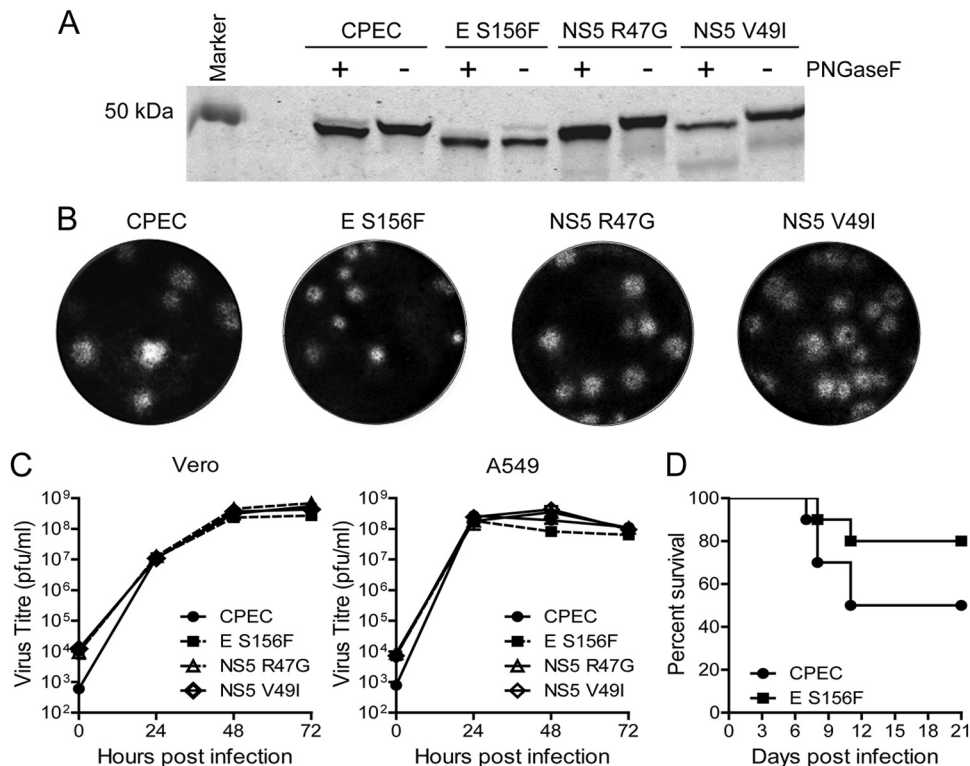 A
Marker
CPEC
E S156F
NS5 R47G
NS5 V49I
+ - + - + - + -
PNGaseF
50 kDa
B
CPEC
E S156F
NS5 R47G
NS5 V49I
C
Vero
Virus Titre (pfu/ml)
10⁹
10⁸
10⁷
10⁶
10⁵
10⁴
10³
10²
CPEC
E S156F
NS5 R47G
NS5 V49I
0 24 48 72
Hours post infection
A549
Virus Titre (pfu/ml)
10⁹
10⁸
10⁷
10⁶
10⁵
10⁴
10³
10²
CPEC
E S156F
NS5 R47G
NS5 V49I
0 24 48 72
Hours post infection
D
Percent survival
100
80
60
40
20
0
CPEC
E S156F
0 3 6 9 12 15 18 21
Days post infection